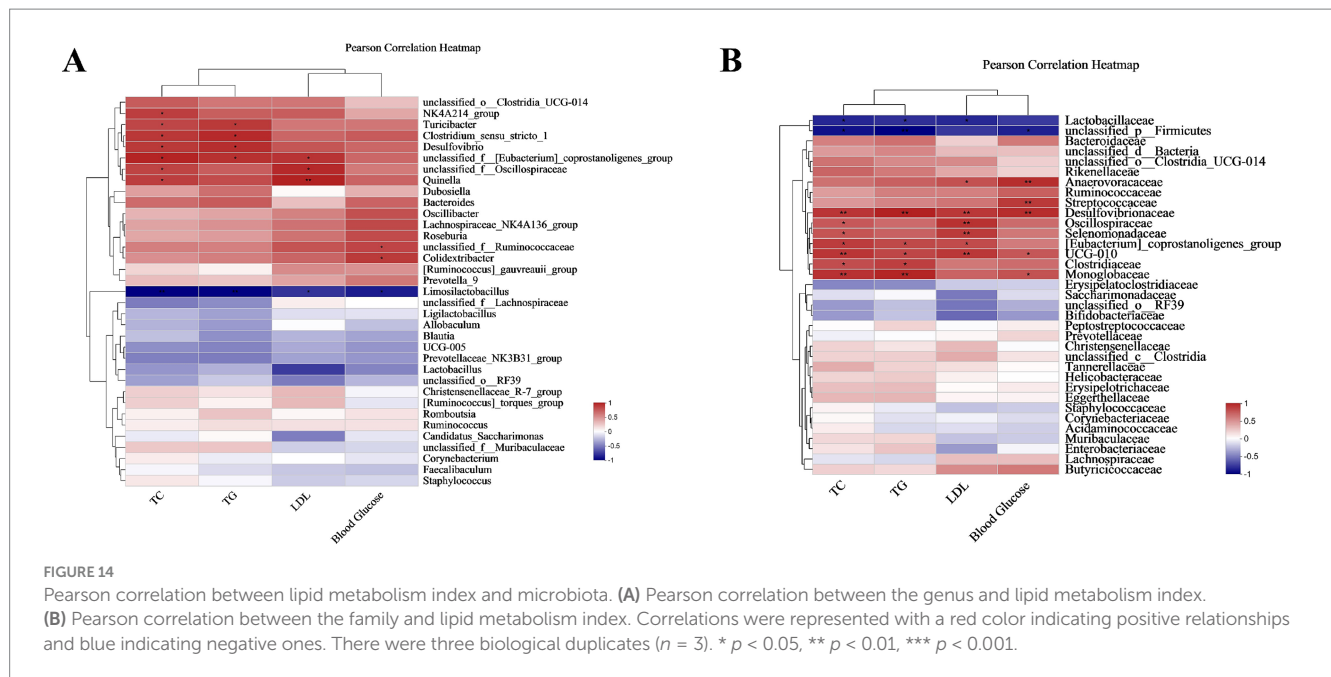 A
Pearson Correlation Heatmap
unclassified_o__Clostridia_UCG-014
NK4A214_group
Turicibacter
Clostridium_sensu_stricto_1
Desulfovibrio
unclassified_f__[Eubacterium]_coprostanoligenes_group
unclassified_f__Oscillospiraceae
Quinella
Dubosiella
Bacteroides
Oscillibacter
Lachnospiraceae_NK4A136_group
Roseburia
unclassified_f__Ruminococcaceae
Colidextribacter
[Ruminococcus]_gauvreauii_group
Prevotella_9
Limosilactobacillus
unclassified_f__Lachnospiraceae
Ligilactobacillus
Allobaculum
Blautia
UCG-005
Prevotellaceae_NK3B31_group
Lactobacillus
unclassified_o__RF39
Christensenellaceae_R-7_group
[Ruminococcus]_torques_group
Romboutsia
Ruminococcus
Candidatus_Saccharimonas
unclassified_f__Muribaculaceae
Corynebacterium
Faecalibaculum
Staphylococcus
1
0.5
0
-0.5
-1
TC
TG
LDL
Blood Glucose
B
Pearson Correlation Heatmap
Lactobacillaceae
unclassified_p__Firmicutes
Bacteroidaceae
unclassified_d__Bacteria
unclassified_o__Clostridia_UCG-014
Rikenellaceae
Anaerovoracaceae
Ruminococcaceae
Streptococcaceae
Desulfovibrionaceae
Oscillospiraceae
Selenomonadaceae
[Eubacterium]_coprostanoligenes_group
UCG-010
Clostridiaceae
Monoglobaceae
Erysipelatoclostridiaceae
Saccharimonadaceae
unclassified_o__RF39
Bifidobacteriaceae
Peptostreptococcaceae
Prevotellaceae
Christensenellaceae
unclassified_c__Clostridia
Tannerellaceae
Helicobacteraceae
Erysipelotrichaceae
Eggerthellaceae
Staphylococcaceae
Corynebacteriaceae
Acidaminococcaceae
Muribaculaceae
Enterobacteriaceae
Lachnospiraceae
Butyricicoccaceae
1
0.5
0
-0.5
-1
TC
TG
LDL
Blood Glucose
FIGURE 14
Pearson correlation between lipid metabolism index and microbiota. (A) Pearson correlation between the genus and lipid metabolism index.
(B) Pearson correlation between the family and lipid metabolism index. Correlations were represented with a red color indicating positive relationships
and blue indicating negative ones. There were three biological duplicates (n = 3). * p < 0.05, ** p < 0.01, *** p < 0.001.